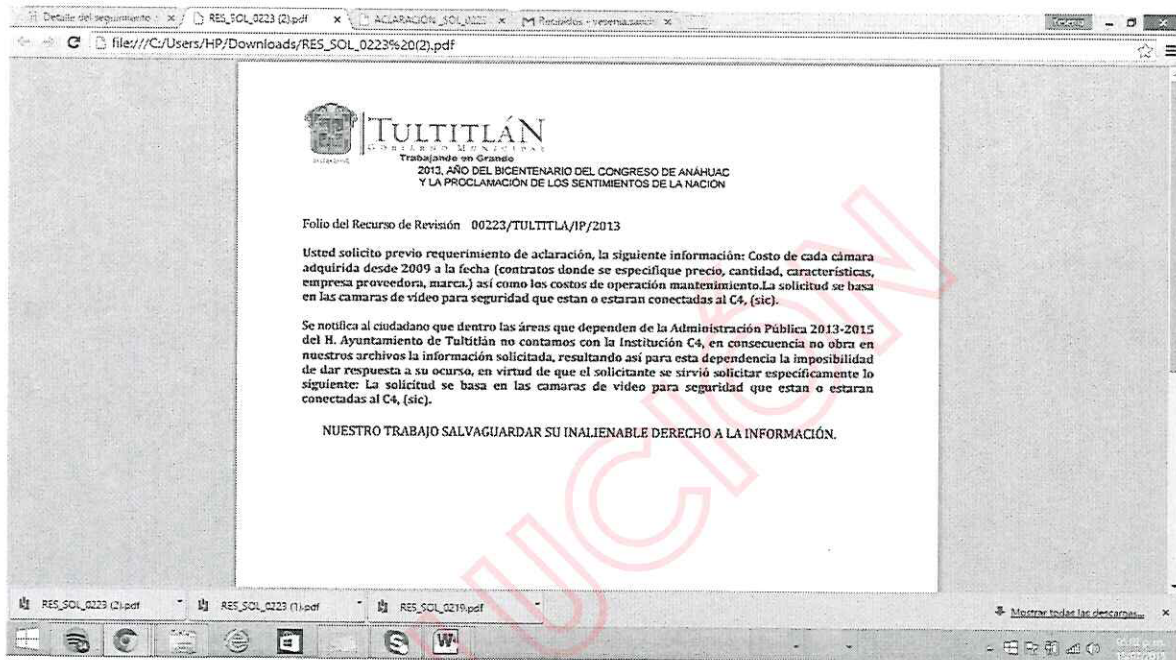 Detalle del seguimiento
RES_SOL_0223 (2).pdf
ACLARACIÓN _SOL_0223
file:///C:/Users/HP/Downloads/RES_SOL_0223%20(2).pdf
TULTITLÁN
GOBIERNO MUNICIPAL
Trabajando en Grande
2013, AÑO DEL BICENTENARIO DEL CONGRESO DE ANÁHUAC
Y LA PROCLAMACIÓN DE LOS SENTIMIENTOS DE LA NACIÓN
Folio del Recurso de Revisión 00223/TULTITLA/IP/2013
Usted solicito previo requerimiento de aclaración, la siguiente información: Costo de cada cámara
adquirida desde 2009 a la fecha (contratos donde se especifique precio, cantidad, características,
empresa proveedora, marca.) así como los costos de operación mantenimiento.La solicitud se basa
en las camaras de vídeo para seguridad que estan o estaran conectadas al C4, (sic).
Se notifica al ciudadano que dentro las áreas que dependen de la Administración Pública 2013-2015
del H. Ayuntamiento de Tultitlán no contamos con la Institución C4, en consecuencia no obra en
nuestros archivos la información solicitada, resultando así para esta dependencia la imposibilidad
de dar respuesta a su ocurso, en virtud de que el solicitante se sirvió solicitar específicamente lo
siguiente: La solicitud se basa en las camaras de video para seguridad que estan o estaran
conectadas al C4, (sic).
NUESTRO TRABAJO SALVAGUARDAR SU INALIENABLE DERECHO A LA INFORMACIÓN.
LUCIÓN
RES_SOL_0223 (2).pdf
RES_SOL_0223 (1).pdf
RES_SOL_0219.pdf
Mostrar todas las descargas...